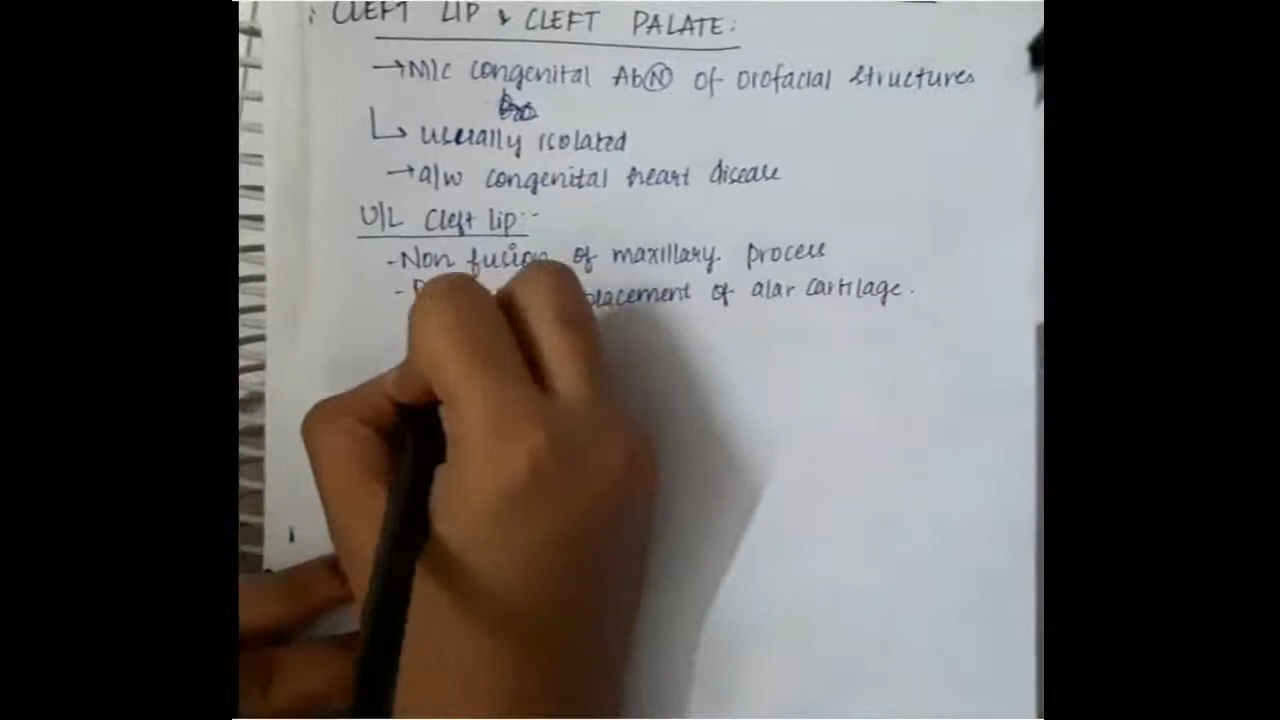 : CLEFT LIP & CLEFT PALATE:
→ M/C congenital AbⓃ of orofacial structures
↳ usually isolated
→ a/w congenital heart disease
U/L Cleft lip:-
- Non fusion of maxillary process
- of alar cartilage.